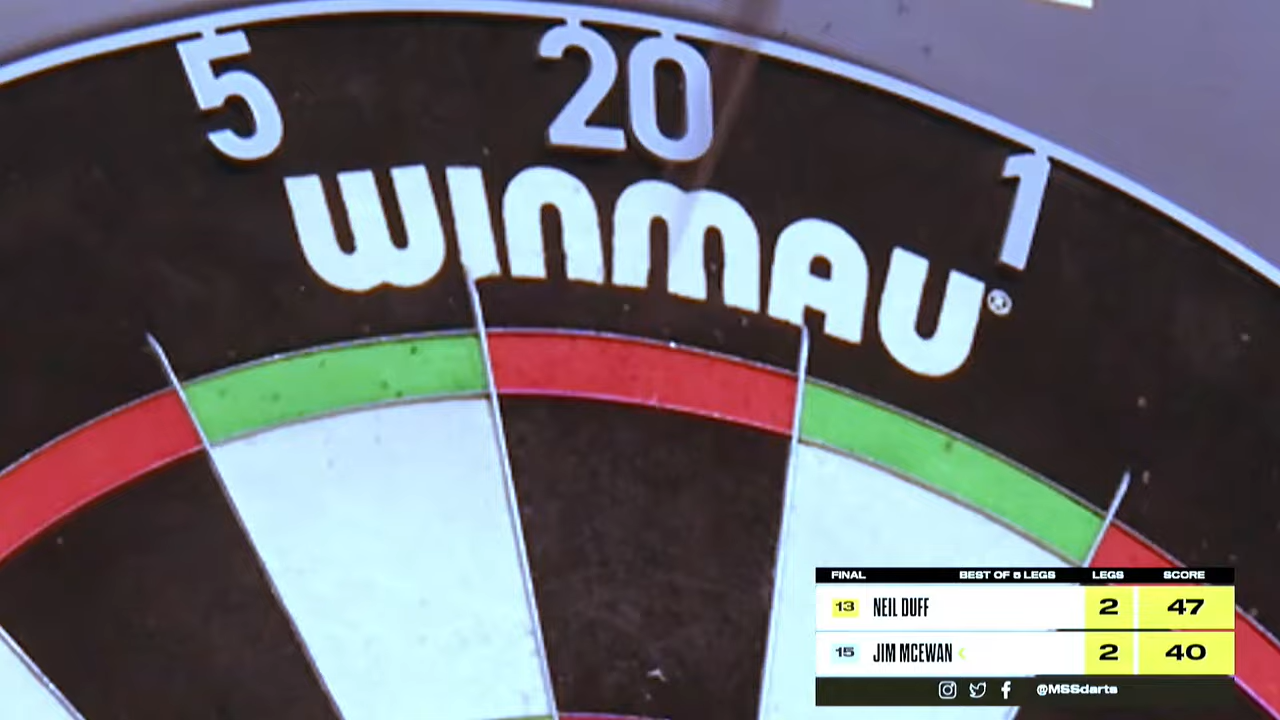 5 20 1
WINMAU®
FINAL BEST OF 5 LEGS LEGS SCORE
13 NEIL DUFF 2 47
15 JIM MCEWAN 2 40
@MSSdarts